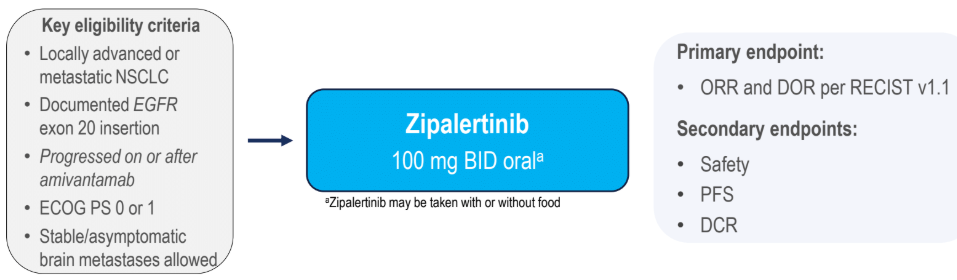 Key eligibility criteria
• Locally advanced or
metastatic NSCLC
• Documented EGFR
exon 20 insertion
• Progressed on or after
amivantamab
• ECOG PS 0 or 1
• Stable/asymptomatic
brain metastases allowed
Zipalertinib
100 mg BID oralᵃ
ᵃZipalertinib may be taken with or without food
Primary endpoint:
• ORR and DOR per RECIST v1.1
Secondary endpoints:
• Safety
• PFS
• DCR